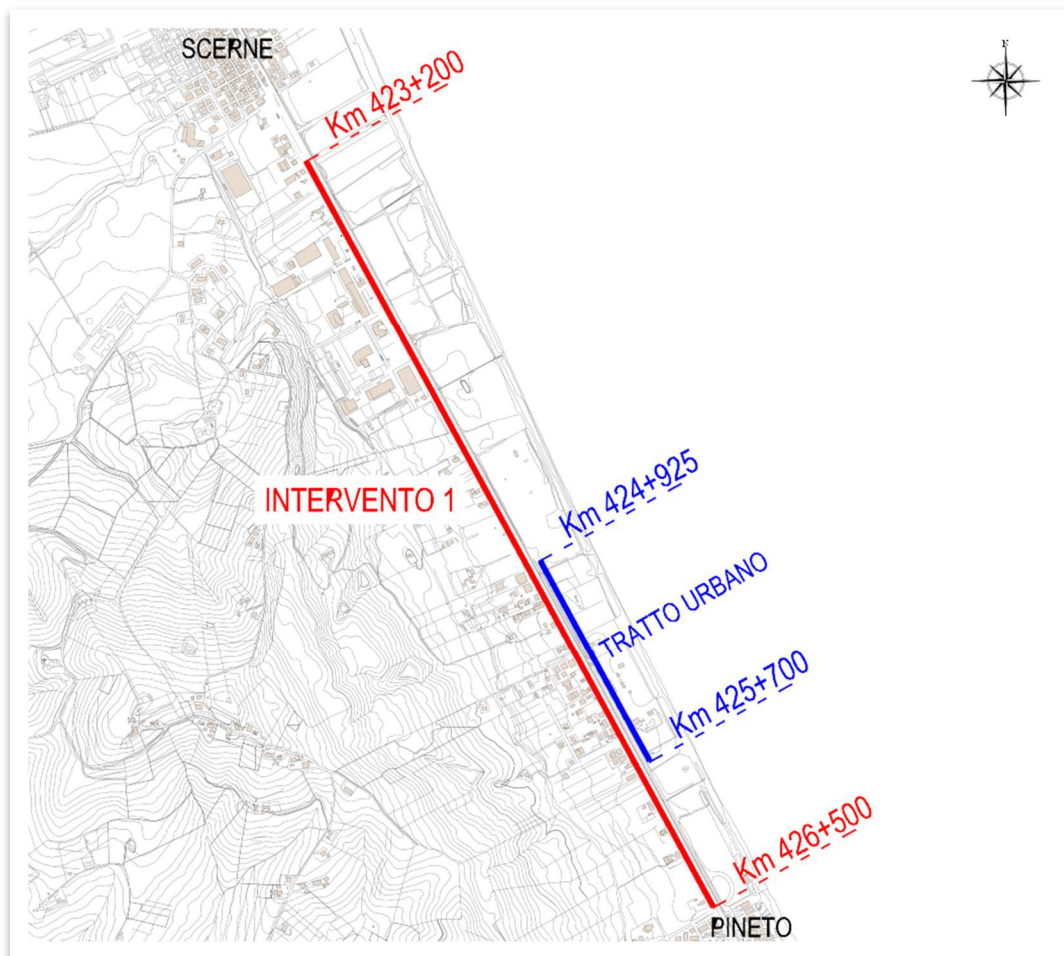 SCERNE
N
Km 423+200
INTERVENTO 1
Km 424+925
TRATTO URBANO
Km 425+700
Km 426+500
PINETO